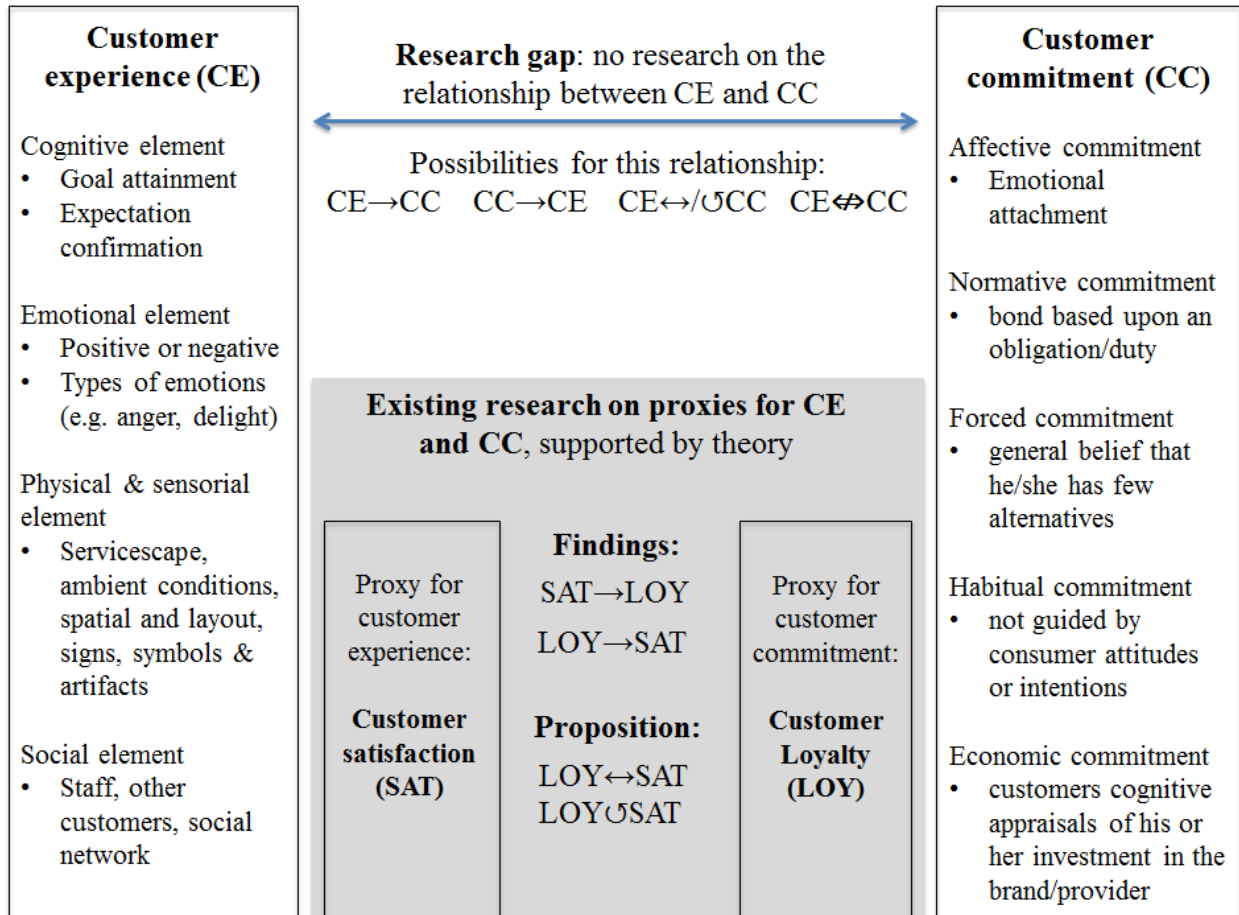 Customer
experience (CE)
Cognitive element
• Goal attainment
• Expectation
confirmation
Emotional element
• Positive or negative
• Types of emotions
(e.g. anger, delight)
Physical & sensorial
element
• Servicescape,
ambient conditions,
spatial and layout,
signs, symbols &
artifacts
Social element
• Staff, other
customers, social
network
Research gap: no research on the
relationship between CE and CC
Possibilities for this relationship:
CE→CC CC→CE CE↔/↺CC CE⇎CC
Existing research on proxies for CE
and CC, supported by theory
Proxy for
customer
experience:
Customer
satisfaction
(SAT)
Findings:
SAT→LOY
LOY→SAT
Proposition:
LOY↔SAT
LOY↺SAT
Proxy for
customer
commitment:
Customer
Loyalty
(LOY)
Customer
commitment (CC)
Affective commitment
• Emotional
attachment
Normative commitment
• bond based upon an
obligation/duty
Forced commitment
• general belief that
he/she has few
alternatives
Habitual commitment
• not guided by
consumer attitudes
or intentions
Economic commitment
• customers cognitive
appraisals of his or
her investment in the
brand/provider